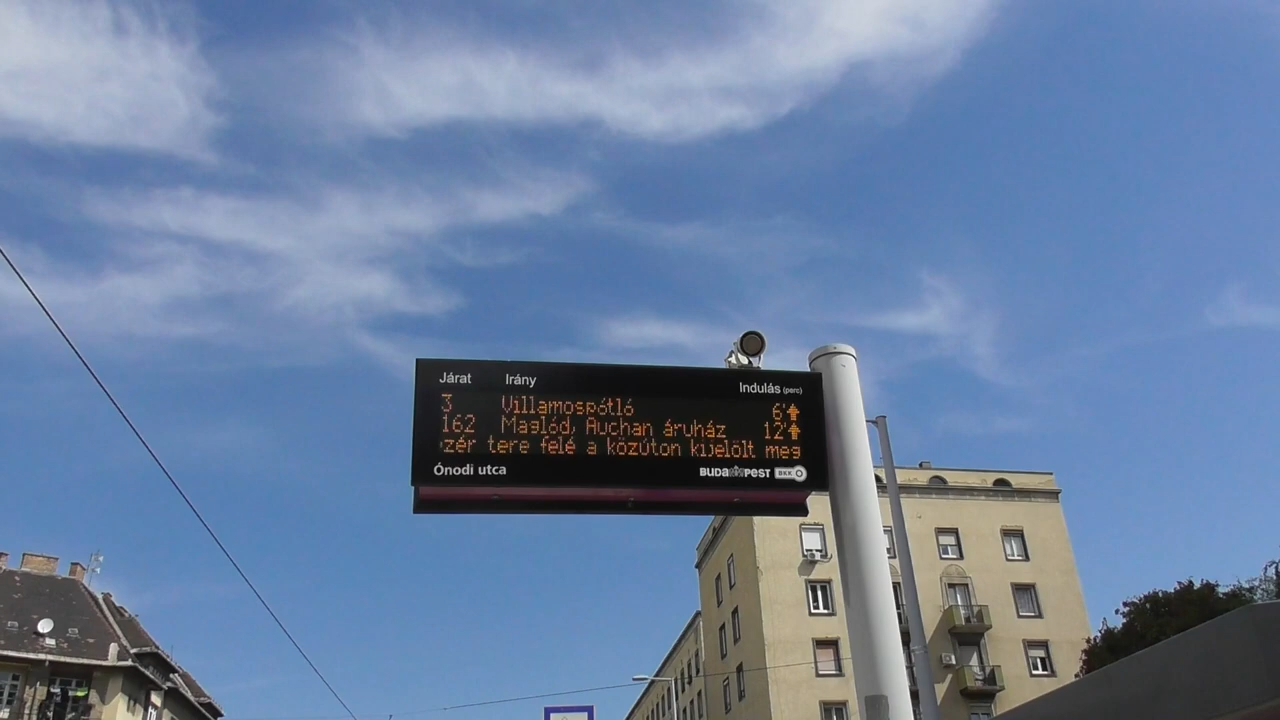 Járat Irány Indulás (perc)
3 Villamospótló 6'
162 Maglód, Auchan áruház 12'
zér tere felé a közúton kijelölt meg
Ónodi utca BUDAPEST BKK